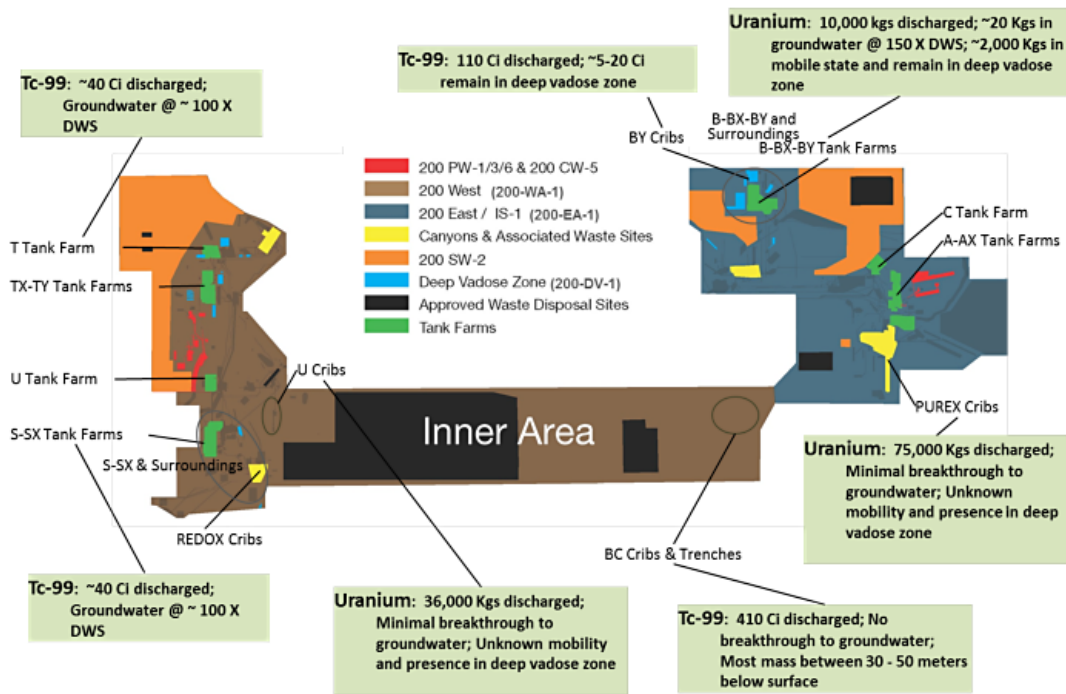 Uranium: 10,000 kgs discharged; ~20 Kgs in
groundwater @ 150 X DWS; ~2,000 Kgs in
mobile state and remain in deep vadose
zone
Tc-99: 110 Ci discharged; ~5-20 Ci
remain in deep vadose zone
Tc-99: ~40 Ci discharged;
Groundwater @ ~ 100 X
DWS
B-BX-BY and
Surroundings
BY Cribs
B-BX-BY Tank Farms
200 PW-1/3/6 & 200 CW-5
200 West (200-WA-1)
200 East / IS-1 (200-EA-1)
Canyons & Associated Waste Sites
200 SW-2
Deep Vadose Zone (200-DV-1)
Approved Waste Disposal Sites
Tank Farms
C Tank Farm
A-AX Tank Farms
T Tank Farm
TX-TY Tank Farms
U Tank Farm
U Cribs
S-SX Tank Farms
S-SX & Surroundings
Inner Area
PUREX Cribs
REDOX Cribs
BC Cribs & Trenches
Uranium: 75,000 Kgs discharged;
Minimal breakthrough to
groundwater; Unknown
mobility and presence in deep
vadose zone
Tc-99: ~40 Ci discharged;
Groundwater @ ~ 100 X
DWS
Uranium: 36,000 Kgs discharged;
Minimal breakthrough to
groundwater; Unknown mobility
and presence in deep vadose zone
Tc-99: 410 Ci discharged; No
breakthrough to groundwater;
Most mass between 30 - 50 meters
below surface